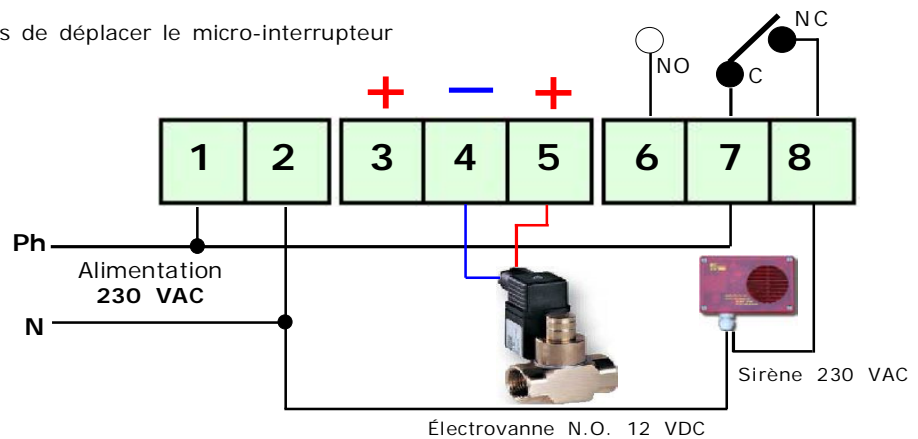 s de déplacer le micro-interrupteur
NC
NO
C
+ — +
1 2 3 4 5 6 7 8
Ph
Alimentation
230 VAC
N
Sirène 230 VAC
Électrovanne N.O. 12 VDC